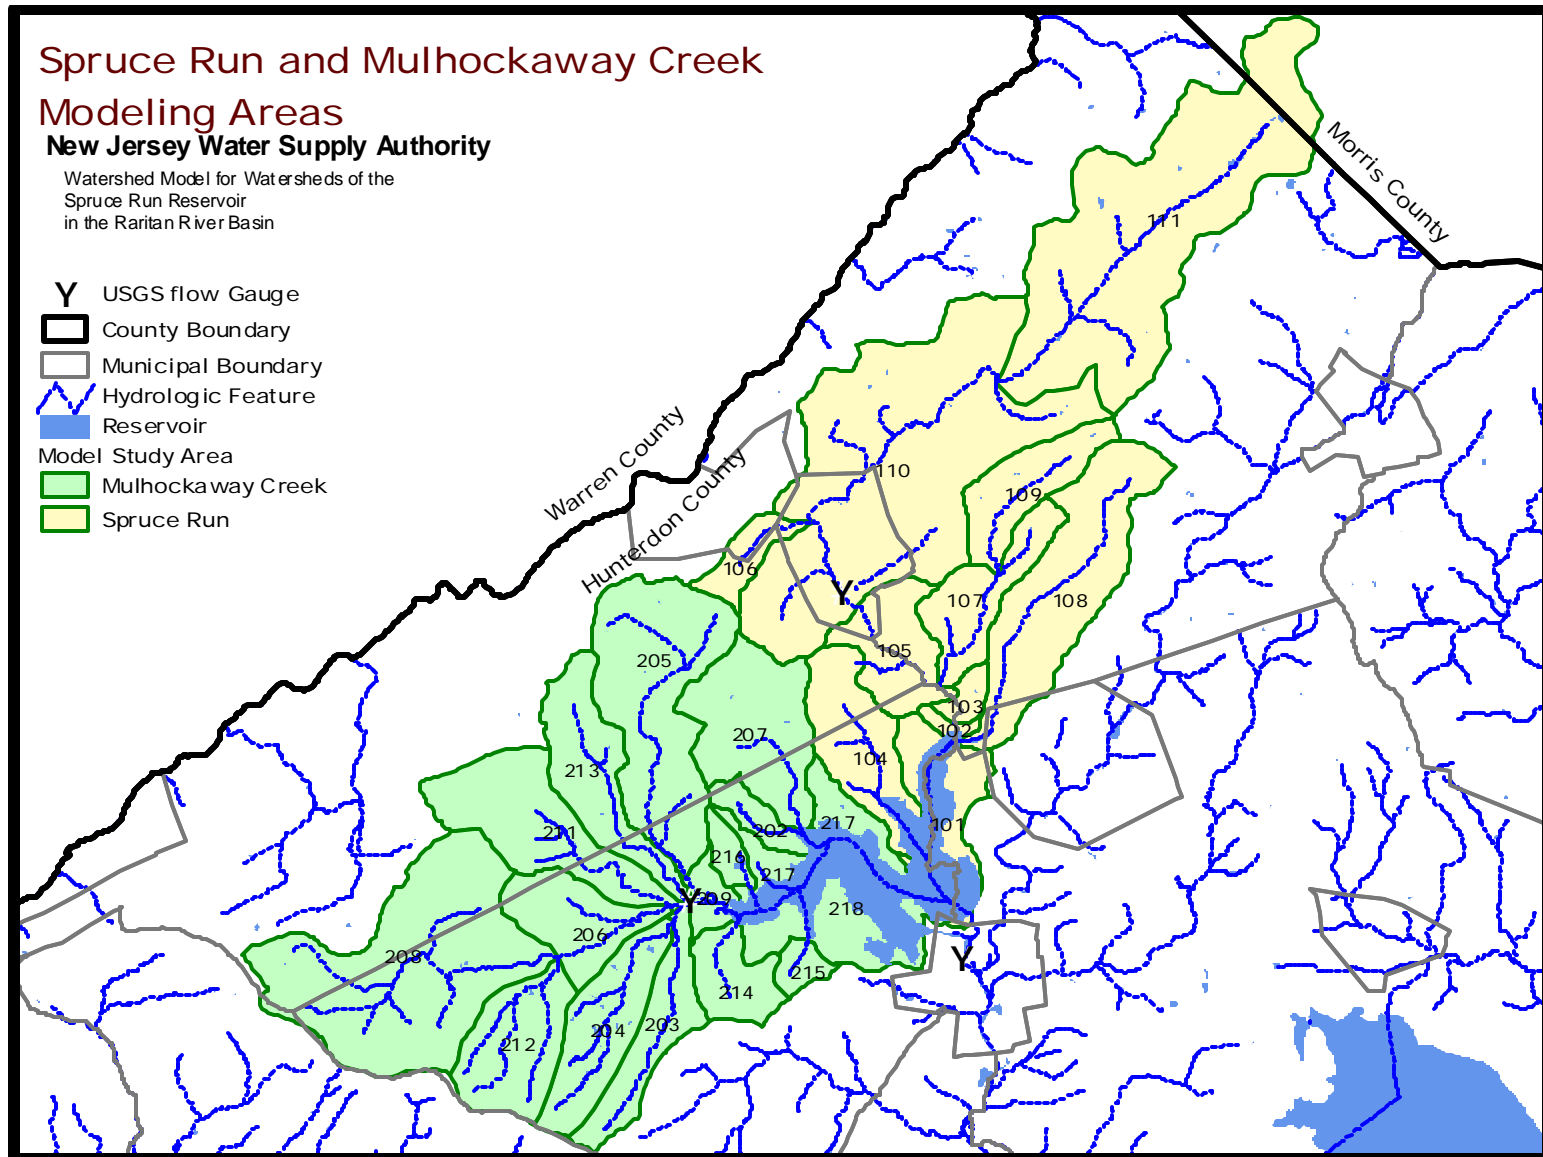 Spruce Run and Mulhockaway Creek
Modeling Areas
New Jersey Water Supply Authority
Watershed Model for Watersheds of the
Spruce Run Reservoir
in the Raritan River Basin
Y USGS flow Gauge
County Boundary
Municipal Boundary
Hydrologic Feature
Reservoir
Model Study Area
Mulhockaway Creek
Spruce Run
Morris County
Warren County
Hunterdon County
111
110
109
106
Y
107
108
105
205
103
102
207
104
213
101
217
202
211
216
217
Y
209
218
206
208
Y
215
214
203
204
212